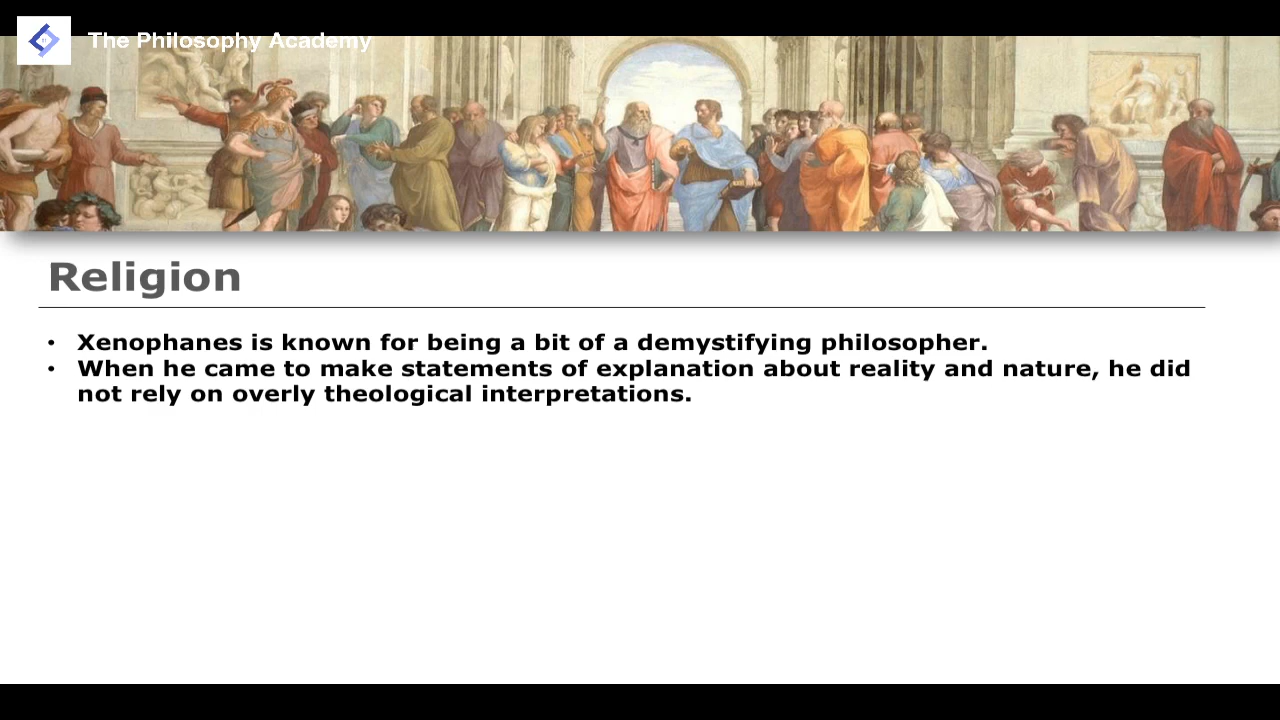 The Philosophy Academy
Religion
• Xenophanes is known for being a bit of a demystifying philosopher.
• When he came to make statements of explanation about reality and nature, he did
not rely on overly theological interpretations.